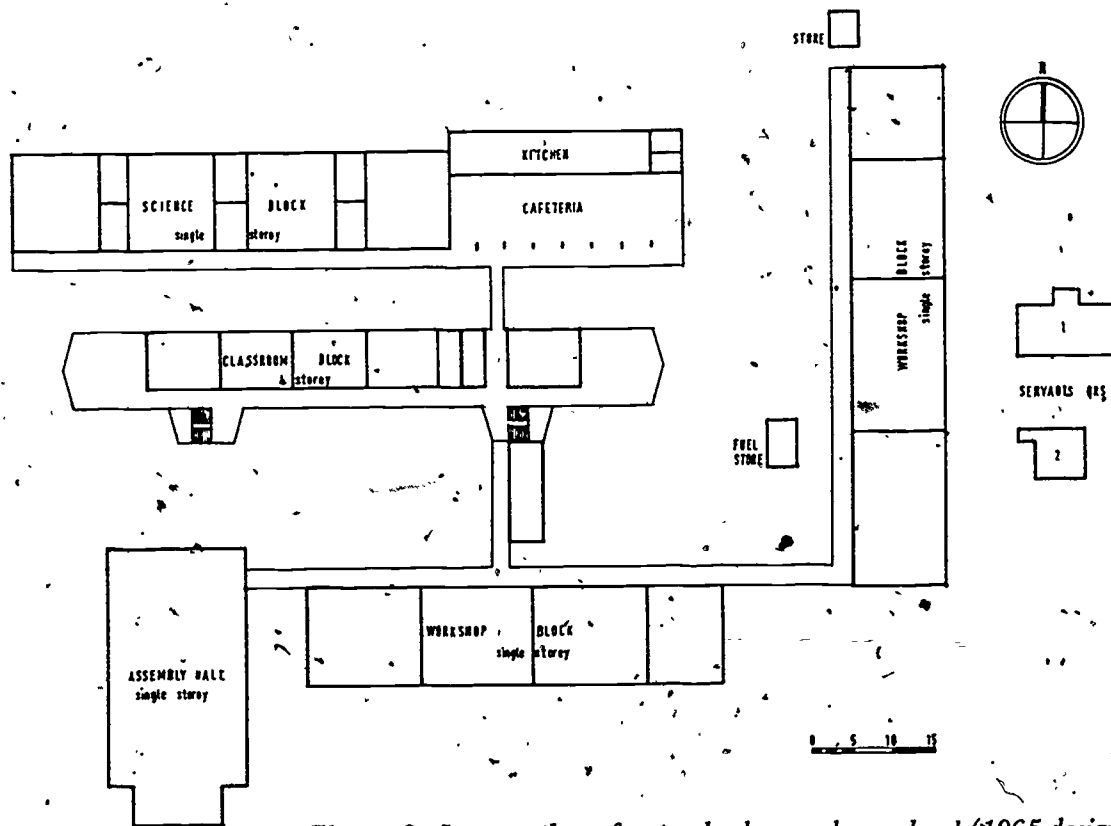 STORE
N
KITCHEN
CAFETERIA
SCIENCE BLOCK
single storey
CLASSROOM BLOCK
4 storey
WORKSHOP BLOCK
single storey
1
SERVANTS QRS
2
FUEL
STORE
WORKSHOP BLOCK
single storey
ASSEMBLY HALL
single storey
0 5 10 15